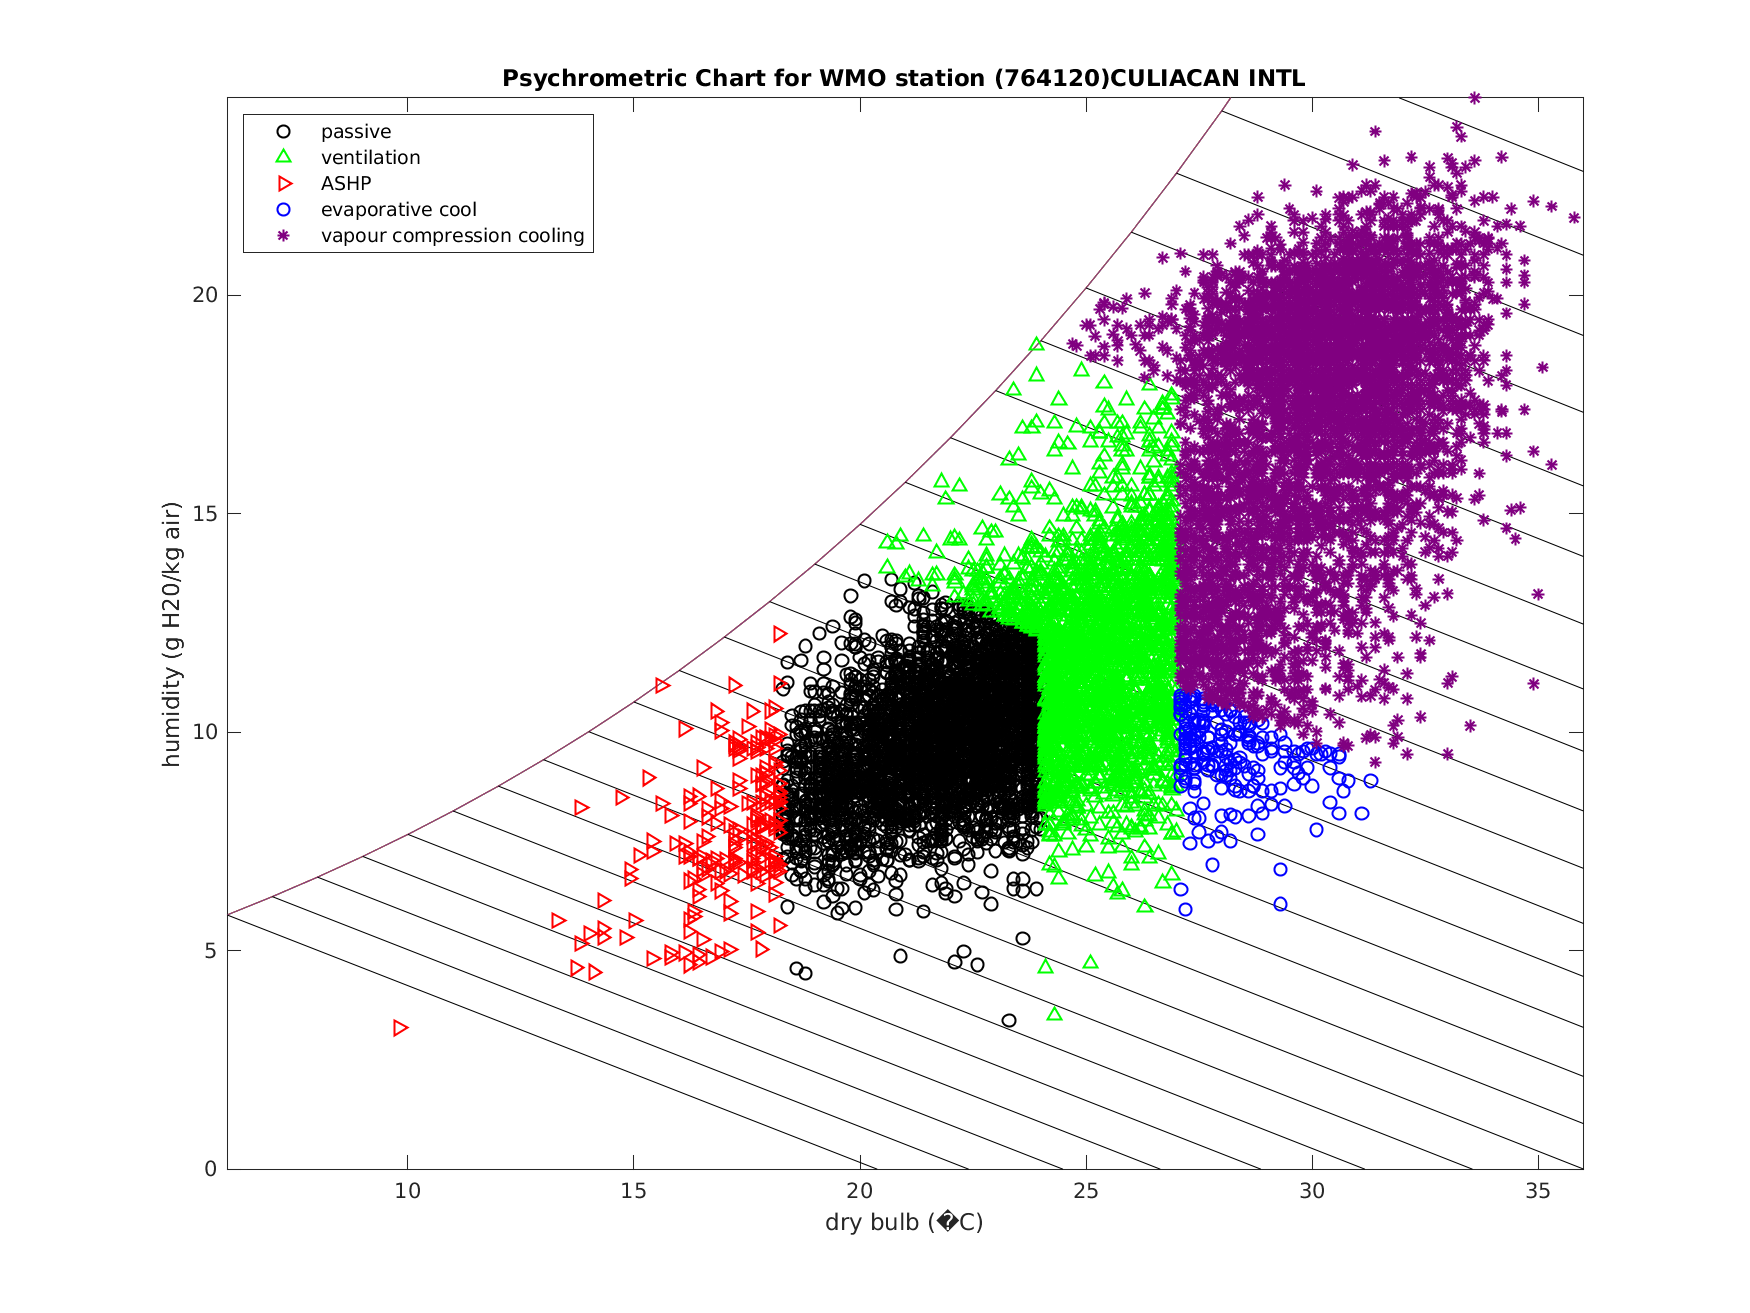 Psychrometric Chart for WMO station (764120)CULIACAN INTL
passive
ventilation
ASHP
evaporative cool
vapour compression cooling
humidity (g H20/kg air)
20
15
10
5
0
10 15 20 25 30 35
dry bulb (�C)